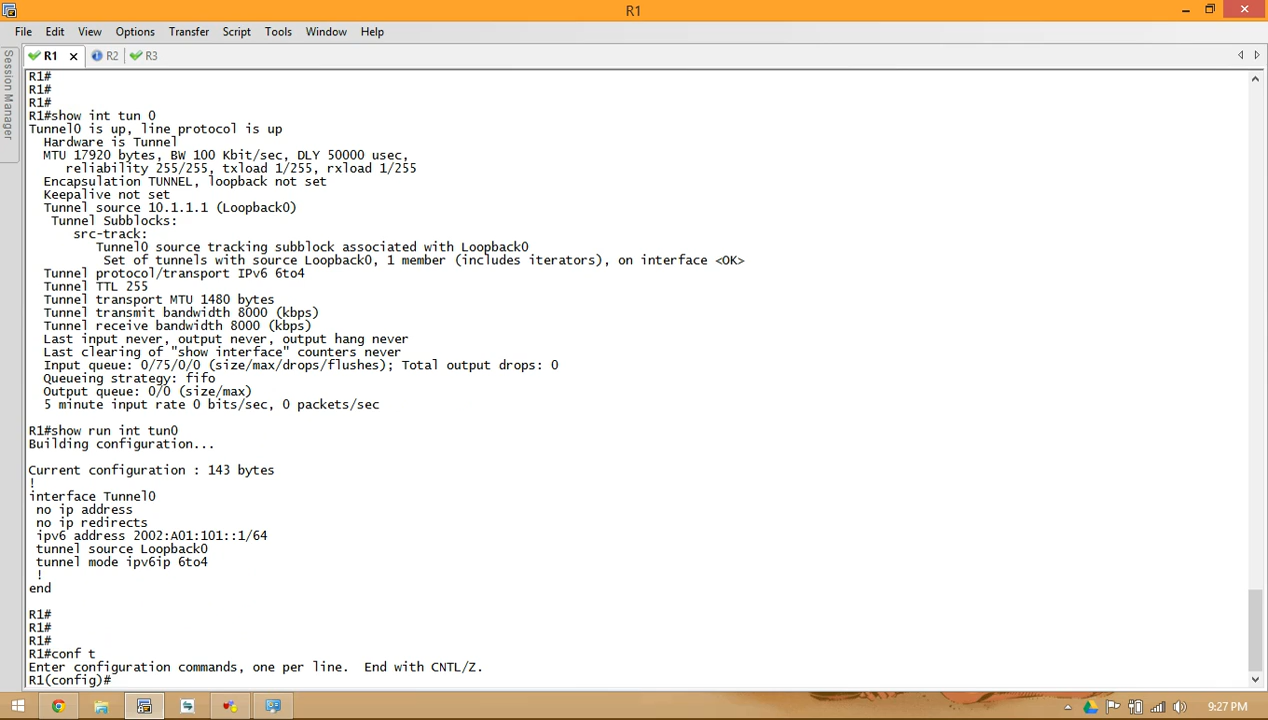 R1
File Edit View Options Transfer Script Tools Window Help
R1 R2 R3
Session Manager
R1#
R1#
R1#
R1#show int tun 0
Tunnel0 is up, line protocol is up
Hardware is Tunnel
MTU 17920 bytes, BW 100 Kbit/sec, DLY 50000 usec,
reliability 255/255, txload 1/255, rxload 1/255
Encapsulation TUNNEL, loopback not set
Keepalive not set
Tunnel source 10.1.1.1 (Loopback0)
Tunnel Subblocks:
src-track:
Tunnel0 source tracking subblock associated with Loopback0
Set of tunnels with source Loopback0, 1 member (includes iterators), on interface <OK>
Tunnel protocol/transport IPv6 6to4
Tunnel TTL 255
Tunnel transport MTU 1480 bytes
Tunnel transmit bandwidth 8000 (kbps)
Tunnel receive bandwidth 8000 (kbps)
Last input never, output never, output hang never
Last clearing of "show interface" counters never
Input queue: 0/75/0/0 (size/max/drops/flushes); Total output drops: 0
Queueing strategy: fifo
Output queue: 0/0 (size/max)
5 minute input rate 0 bits/sec, 0 packets/sec
R1#show run int tun0
Building configuration...
Current configuration : 143 bytes
!
interface Tunnel0
no ip address
no ip redirects
ipv6 address 2002:A01:101::1/64
tunnel source Loopback0
tunnel mode ipv6ip 6to4
!
end
R1#
R1#
R1#
R1#conf t
Enter configuration commands, one per line. End with CNTL/Z.
R1(config)#
9:27 PM